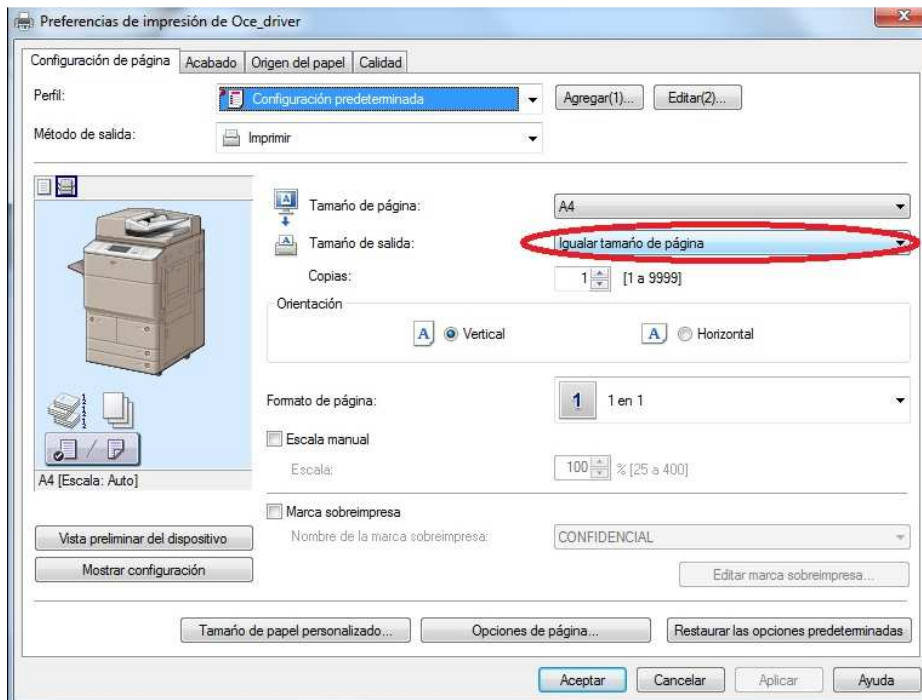 Preferencias de impresión de Oce_driver
Configuración de página Acabado Origen del papel Calidad
Perfil: Configuración predeterminada Agregar(1)... Editar(2)...
Método de salida: Imprimir
Tamaño de página: A4
Tamaño de salida: Igualar tamaño de página
Copias: 1 [1 a 9999]
Orientación
A Vertical A Horizontal
Formato de página: 1 1 en 1
Escala manual
Escala: 100 % [25 a 400]
A4 [Escala: Auto]
Marca sobreimpresa
Vista preliminar del dispositivo Nombre de la marca sobreimpresa: CONFIDENCIAL
Mostrar configuración Editar marca sobreimpresa...
Tamaño de papel personalizado... Opciones de página... Restaurar las opciones predeterminadas
Aceptar Cancelar Aplicar Ayuda